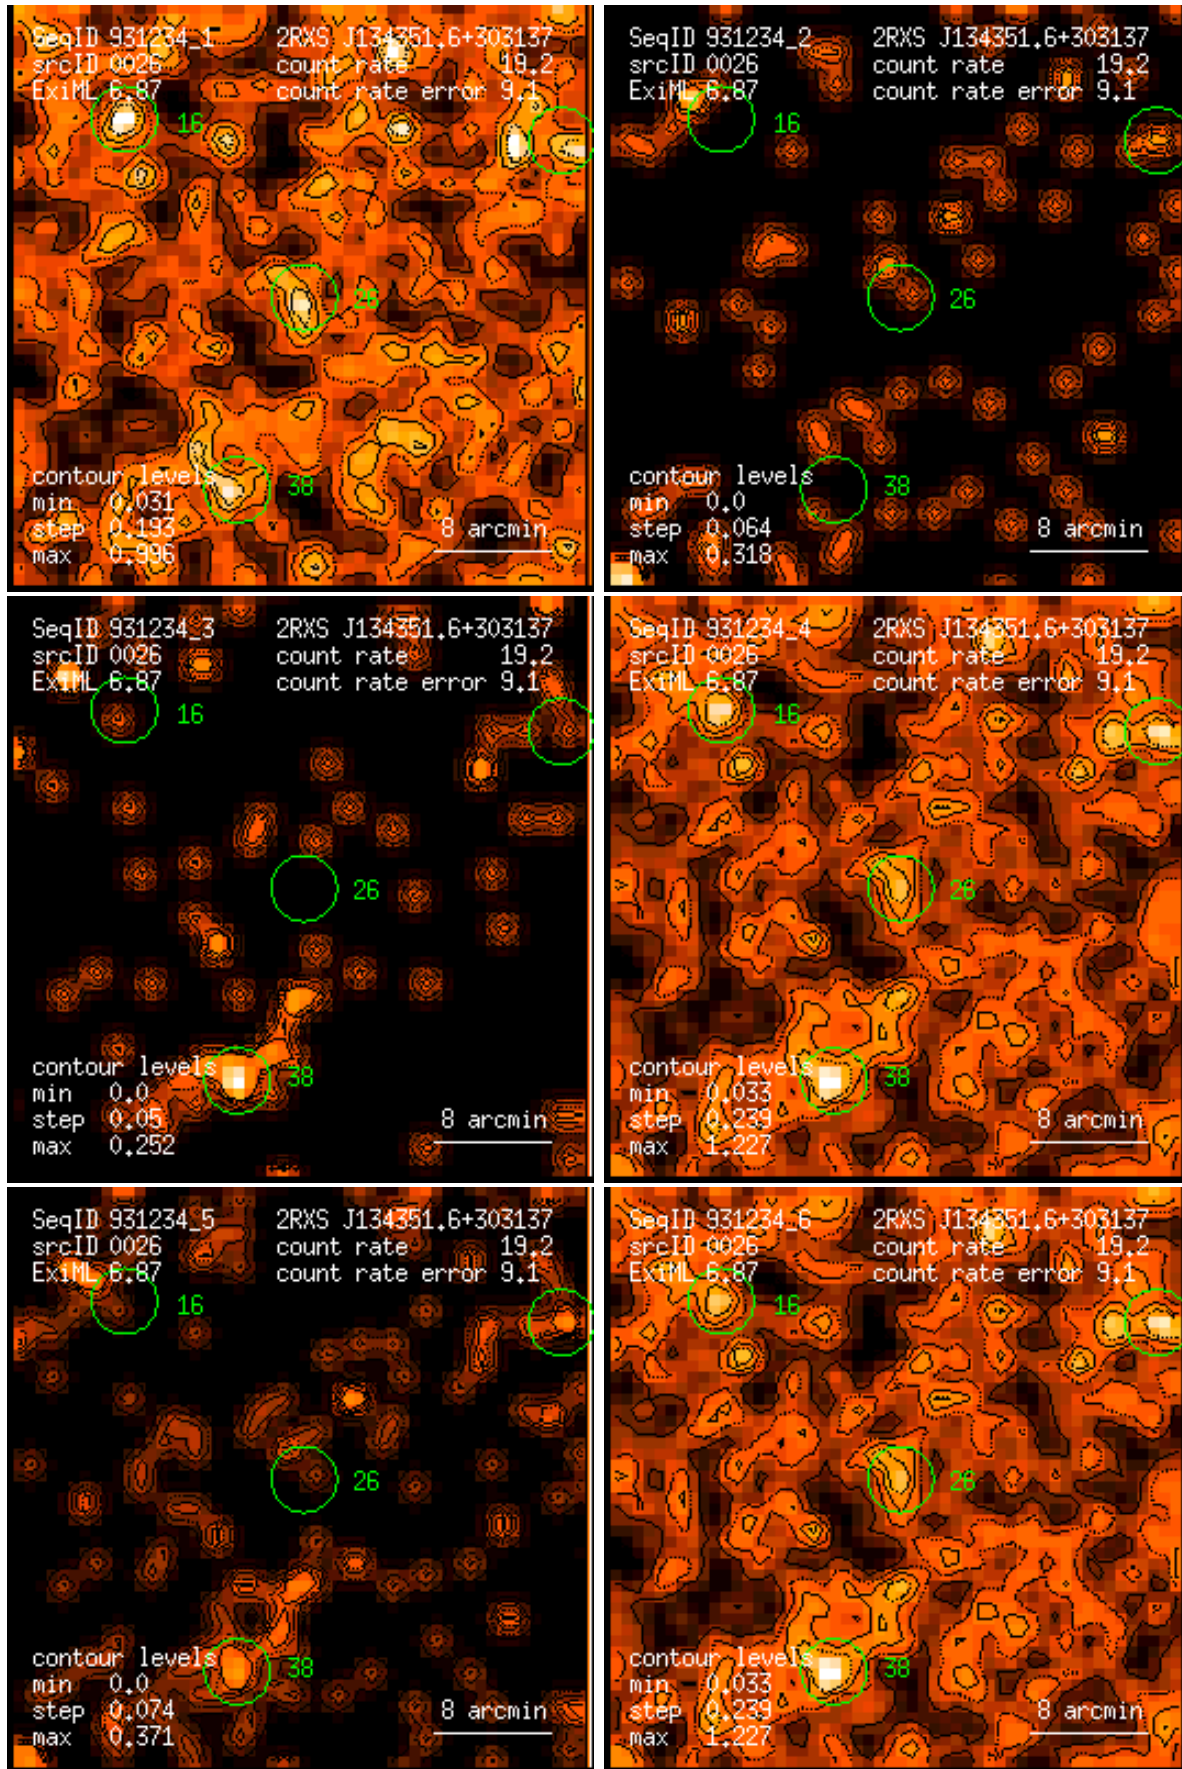 SeqID 931234_1 2RXS J134351.6+303137
srcID 0026 count rate 19.2
ExiML 6.87 count rate error 9.1
16
26
38
contour levels
min 0.031
step 0.193 8 arcmin
max 0.996
SeqID 931234_2 2RXS J134351.6+303137
srcID 0026 count rate 19.2
ExiML 6.87 count rate error 9.1
16
26
38
contour levels
min 0.0
step 0.064 8 arcmin
max 0.318
SeqID 931234_3 2RXS J134351.6+303137
srcID 0026 count rate 19.2
ExiML 6.87 count rate error 9.1
16
26
38
contour levels
min 0.0
step 0.05 8 arcmin
max 0.252
SeqID 931234_4 2RXS J134351.6+303137
srcID 0026 count rate 19.2
ExiML 6.87 count rate error 9.1
16
26
38
contour levels
min 0.033
step 0.239 8 arcmin
max 1.227
SeqID 931234_5 2RXS J134351.6+303137
srcID 0026 count rate 19.2
ExiML 6.87 count rate error 9.1
16
26
38
contour levels
min 0.0
step 0.074 8 arcmin
max 0.371
SeqID 931234_6 2RXS J134351.6+303137
srcID 0026 count rate 19.2
ExiML 6.87 count rate error 9.1
16
26
38
contour levels
min 0.033
step 0.239 8 arcmin
max 1.227